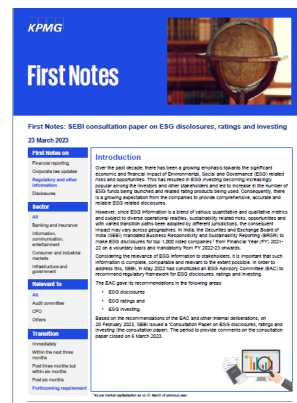 KPMG
First Notes
First Notes: SEBI consultation paper on ESG disclosures, ratings and investing
23 March 2023
First Notes on
Financial reporting
Corporate law updates
Regulatory and other
information
Disclosures
Sector
All
Banking and insurance
Information,
communication,
entertainment
Consumer and industrial
markets
Infrastructure and
government
Relevant to
All
Audit committee
CFO
Others
Transition
Immediately
Within the next three
months
Post three months but
within six months
Post six months
Forthcoming requirement
Introduction
Over the past decade, there has been a growing emphasis towards the significant
economic and financial impact of Environmental, Social and Governance (ESG) related
risks and opportunities. This has resulted in ESG investing becoming increasingly
popular among the investors and other stakeholders and led to increase in the number of
ESG funds being launched and related rating products being used. Consequently, there
is a growing expectation from the companies to provide comprehensive, accurate and
reliable ESG related disclosures.
However, since ESG information is a blend of various quantitative and qualitative metrics
and is subject to diverse operational realities, sustainability related risks, opportunities and
with varied transition paths being adopted by different jurisdictions, the consequent
impact may vary across geographies. In India, the Securities and Exchange Board of
India (SEBI) mandated Business Responsibility and Sustainability Reporting (BRSR) to
make ESG disclosures for top 1,000 listed companies¹ from Financial Year (FY) 2021-
22 on a voluntary basis and mandatorily from FY 2022-23 onwards.
Considering the relevance of ESG information to stakeholders, it is important that such
information is complete, comparable and relevant to the extent possible. In order to
address this, SEBI, in May 2022 had constituted an ESG Advisory Committee (EAC) to
recommend regulatory framework for ESG disclosures, ratings and investing.
The EAC gave its recommendations in the following areas:
• ESG disclosures
• ESG ratings and
• ESG investing.
Based on the recommendations of the EAC and other internal deliberations, on
20 February 2023, SEBI issued a 'Consultation Paper on ESG disclosures, ratings and
investing' (the consultation paper). The period to provide comments on the consultation
paper closed on 6 March 2023.
¹As per market capitalisation as on 31 March of previous year.